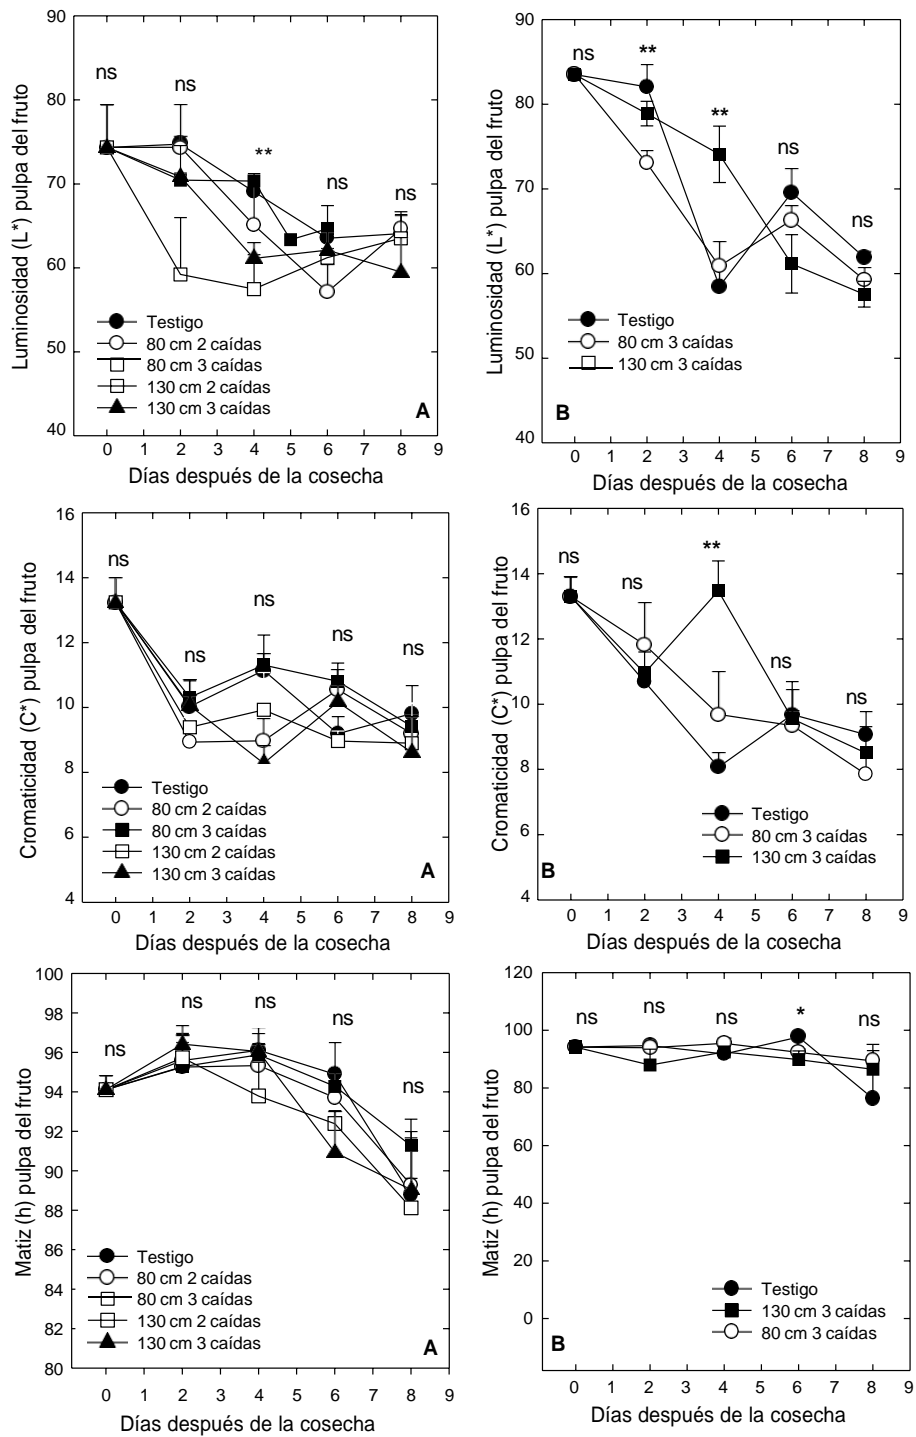 90
80
70
60
50
40
Luminosidad (L*) pulpa del fruto
ns
ns
**
ns
ns
Testigo
80 cm 2 caídas
80 cm 3 caídas
130 cm 2 caídas
130 cm 3 caídas
A
0 1 2 3 4 5 6 7 8 9
Días después de la cosecha
90
80
70
60
50
40
Luminosidad (L*) pulpa del fruto
ns
**
**
ns
ns
Testigo
80 cm 3 caídas
130 cm 3 caídas
B
0 1 2 3 4 5 6 7 8 9
Días después de la cosecha
16
14
12
10
8
6
4
Cromaticidad (C*) pulpa del fruto
ns
ns
ns
ns
ns
Testigo
80 cm 2 caídas
80 cm 3 caídas
130 cm 2 caídas
130 cm 3 caídas
A
0 1 2 3 4 5 6 7 8 9
Días después de la cosecha
16
14
12
10
8
6
4
Cromaticidad (C*) pulpa del fruto
ns
ns
**
ns
ns
Testigo
80 cm 3 caídas
130 cm 3 caídas
B
0 1 2 3 4 5 6 7 8 9
Días después de la cosecha
100
98
96
94
92
90
88
86
84
82
80
Matiz (h) pulpa del fruto
ns
ns
ns
ns
ns
Testigo
80 cm 2 caídas
80 cm 3 caídas
130 cm 2 caídas
130 cm 3 caídas
A
0 1 2 3 4 5 6 7 8 9
Días después de la cosecha
120
100
80
60
40
20
0
Matiz (h) pulpa del fruto
ns
ns
ns
*
ns
Testigo
130 cm 3 caídas
80 cm 3 caídas
B
0 1 2 3 4 5 6 7 8 9
Días después de la cosecha